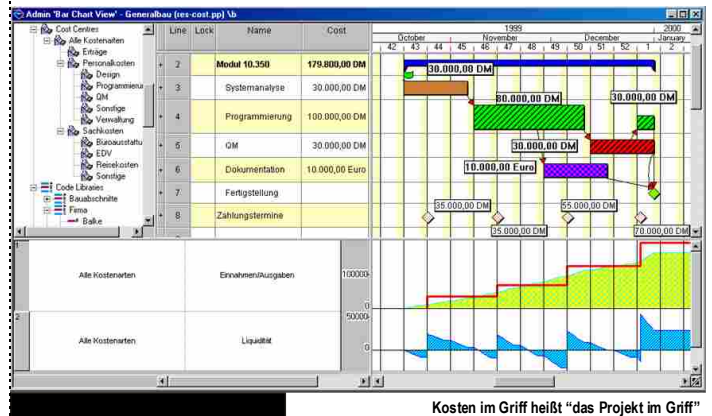 Admin 'Bar Chart View' - Generalbau (res-cost.pp) \b
Cost Centres
Alle Kostenarten
Erträge
Personalkosten
Design
Programmieru
QM
Sonstige
Verwaltung
Sachkosten
Büroausstattu
EDV
Reisekosten
Sonstige
Code Libraries
Bauabschnitte
Firma
Balke
Line Lock Name Cost
+ 2 Modul 10.350 179.800,00 DM
+ 3 Systemanalyse 30.000,00 DM
+ 4 Programmierung 100.000,00 DM
+ 5 QM 30.000,00 DM
+ 6 Dokumentation 10.000,00 Euro
+ 7 Fertigstellung
+ 8 Zahlungstermine
1999 2000
October November December January
42 43 44 45 46 47 48 49 50 51 52 1 2
30.000,00 DM
80.000,00 DM
30.000,00 DM
30.000,00 DM
10.000,00 Euro
35.000,00 DM
55.000,00 DM
35.000,00 DM
70.000,00 DM
1 Alle Kostenarten Einnahmen/Ausgaben
100000
0
2 Alle Kostenarten Liquidität
50000
0
Kosten im Griff heißt “das Projekt im Griff”